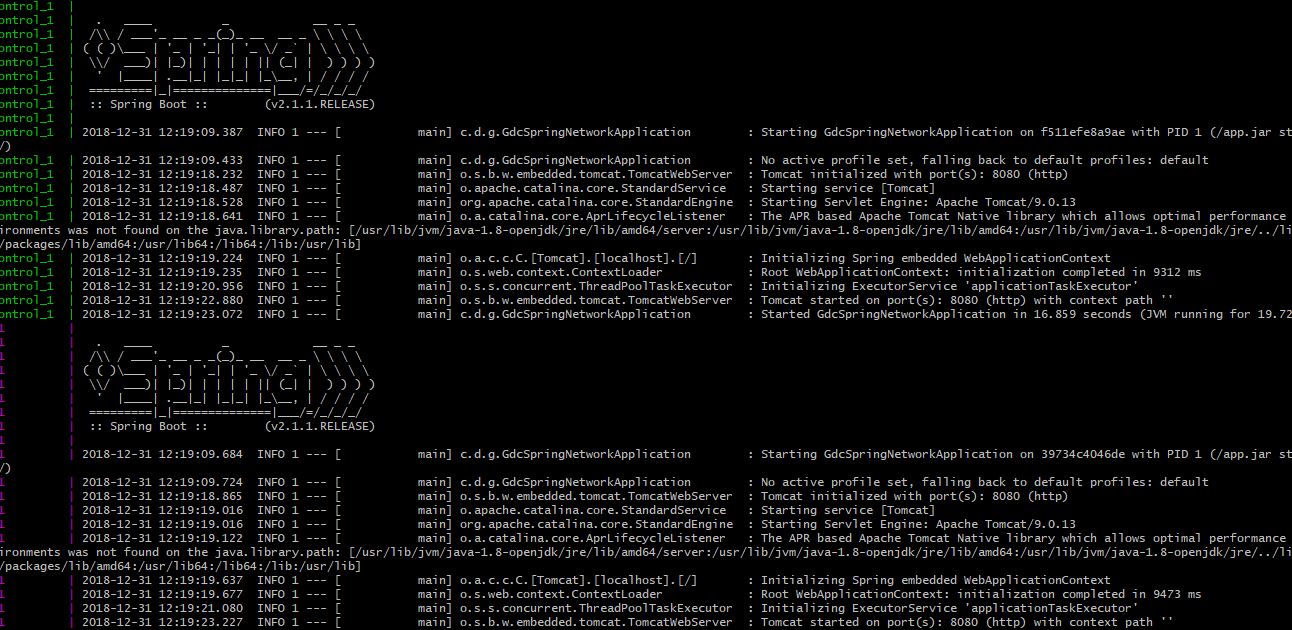 ontrol_1 |
ontrol_1 |   .   ____          _            __ _ _
ontrol_1 |  /\\ / ___'_ __ _ _(_)_ __  __ _ \ \ \ \
ontrol_1 | ( ( )\___ | '_ | '_| | '_ \/ _` | \ \ \ \
ontrol_1 |  \\/  ___)| |_)| | | | | || (_| |  ) ) ) )
ontrol_1 |   '  |____| .__|_| |_|_| |_\__, | / / / /
ontrol_1 |  =========|_|==============|___/=/_/_/_/
ontrol_1 |  :: Spring Boot ::        (v2.1.1.RELEASE)
ontrol_1 |
ontrol_1 | 2018-12-31 12:19:09.387  INFO 1 --- [           main] c.d.g.GdcSpringNetworkApplication        : Starting GdcSpringNetworkApplication on f511efe8a9ae with PID 1 (/app.jar st
/)
ontrol_1 | 2018-12-31 12:19:09.433  INFO 1 --- [           main] c.d.g.GdcSpringNetworkApplication        : No active profile set, falling back to default profiles: default
ontrol_1 | 2018-12-31 12:19:18.232  INFO 1 --- [           main] o.s.b.w.embedded.tomcat.TomcatWebServer  : Tomcat initialized with port(s): 8080 (http)
ontrol_1 | 2018-12-31 12:19:18.487  INFO 1 --- [           main] o.apache.catalina.core.StandardService   : Starting service [Tomcat]
ontrol_1 | 2018-12-31 12:19:18.528  INFO 1 --- [           main] org.apache.catalina.core.StandardEngine  : Starting Servlet Engine: Apache Tomcat/9.0.13
ontrol_1 | 2018-12-31 12:19:18.641  INFO 1 --- [           main] o.a.catalina.core.AprLifecycleListener   : The APR based Apache Tomcat Native library which allows optimal performance
ironments was not found on the java.library.path: [/usr/lib/jvm/java-1.8-openjdk/jre/lib/amd64/server:/usr/lib/jvm/java-1.8-openjdk/jre/lib/amd64:/usr/lib/jvm/java-1.8-openjdk/jre/../li
/packages/lib/amd64:/usr/lib64:/lib64:/lib:/usr/lib]
ontrol_1 | 2018-12-31 12:19:19.224  INFO 1 --- [           main] o.a.c.c.C.[Tomcat].[localhost].[/]       : Initializing Spring embedded WebApplicationContext
ontrol_1 | 2018-12-31 12:19:19.235  INFO 1 --- [           main] o.s.web.context.ContextLoader            : Root WebApplicationContext: initialization completed in 9312 ms
ontrol_1 | 2018-12-31 12:19:20.956  INFO 1 --- [           main] o.s.s.concurrent.ThreadPoolTaskExecutor  : Initializing ExecutorService 'applicationTaskExecutor'
ontrol_1 | 2018-12-31 12:19:22.880  INFO 1 --- [           main] o.s.b.w.embedded.tomcat.TomcatWebServer  : Tomcat started on port(s): 8080 (http) with context path ''
ontrol_1 | 2018-12-31 12:19:23.072  INFO 1 --- [           main] c.d.g.GdcSpringNetworkApplication        : Started GdcSpringNetworkApplication in 16.859 seconds (JVM running for 19.72
1        |
1        |   .   ____          _            __ _ _
1        |  /\\ / ___'_ __ _ _(_)_ __  __ _ \ \ \ \
1        | ( ( )\___ | '_ | '_| | '_ \/ _` | \ \ \ \
1        |  \\/  ___)| |_)| | | | | || (_| |  ) ) ) )
1        |   '  |____| .__|_| |_|_| |_\__, | / / / /
1        |  =========|_|==============|___/=/_/_/_/
1        |  :: Spring Boot ::        (v2.1.1.RELEASE)
1        |
1        | 2018-12-31 12:19:09.684  INFO 1 --- [           main] c.d.g.GdcSpringNetworkApplication        : Starting GdcSpringNetworkApplication on 39734c4046de with PID 1 (/app.jar st
/)
1        | 2018-12-31 12:19:09.724  INFO 1 --- [           main] c.d.g.GdcSpringNetworkApplication        : No active profile set, falling back to default profiles: default
1        | 2018-12-31 12:19:18.865  INFO 1 --- [           main] o.s.b.w.embedded.tomcat.TomcatWebServer  : Tomcat initialized with port(s): 8080 (http)
1        | 2018-12-31 12:19:19.016  INFO 1 --- [           main] o.apache.catalina.core.StandardService   : Starting service [Tomcat]
1        | 2018-12-31 12:19:19.016  INFO 1 --- [           main] org.apache.catalina.core.StandardEngine  : Starting Servlet Engine: Apache Tomcat/9.0.13
1        | 2018-12-31 12:19:19.122  INFO 1 --- [           main] o.a.catalina.core.AprLifecycleListener   : The APR based Apache Tomcat Native library which allows optimal performance
ironments was not found on the java.library.path: [/usr/lib/jvm/java-1.8-openjdk/jre/lib/amd64/server:/usr/lib/jvm/java-1.8-openjdk/jre/lib/amd64:/usr/lib/jvm/java-1.8-openjdk/jre/../li
/packages/lib/amd64:/usr/lib64:/lib64:/lib:/usr/lib]
1        | 2018-12-31 12:19:19.637  INFO 1 --- [           main] o.a.c.c.C.[Tomcat].[localhost].[/]       : Initializing Spring embedded WebApplicationContext
1        | 2018-12-31 12:19:19.677  INFO 1 --- [           main] o.s.web.context.ContextLoader            : Root WebApplicationContext: initialization completed in 9473 ms
1        | 2018-12-31 12:19:21.080  INFO 1 --- [           main] o.s.s.concurrent.ThreadPoolTaskExecutor  : Initializing ExecutorService 'applicationTaskExecutor'
1        | 2018-12-31 12:19:23.227  INFO 1 --- [           main] o.s.b.w.embedded.tomcat.TomcatWebServer  : Tomcat started on port(s): 8080 (http) with context path ''